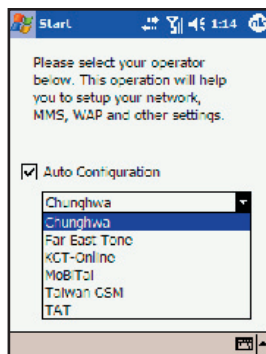 Start 1:14 ok
Please select your operator
below. This operation will help
you to setup your network,
MMS, WAP and other settings.
Auto Configuration
Chunghwa
Chunghwa
Far East Tone
KGT-Online
MoBiTai
Taiwan GSM
TAT